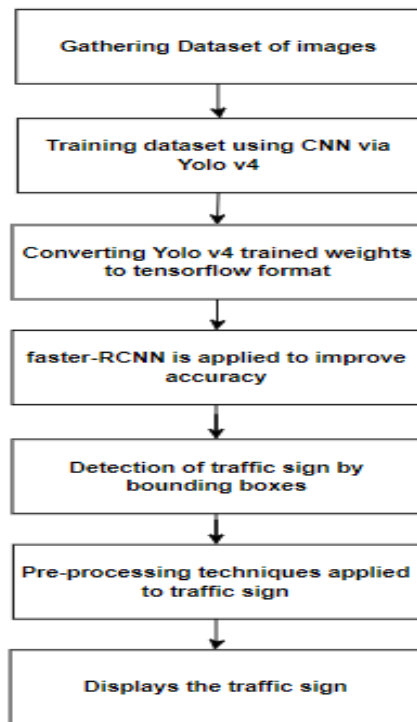 Gathering Dataset of images
Training dataset using CNN via
Yolo v4
Converting Yolo v4 trained weights
to tensorflow format
faster-RCNN is applied to improve
accuracy
Detection of traffic sign by
bounding boxes
Pre-processing techniques applied
to traffic sign
Displays the traffic sign